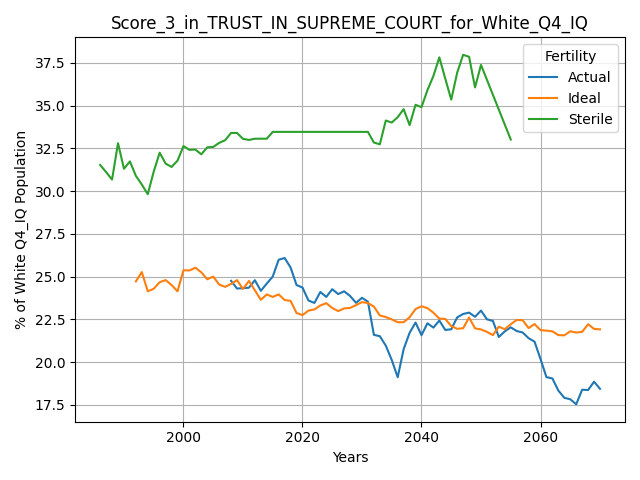 Score_3_in_TRUST_IN_SUPREME_COURT_for_White_Q4_IQ
% of White Q4_IQ Population
37.5
35.0
32.5
30.0
27.5
25.0
22.5
20.0
17.5
Fertility
Actual
Ideal
Sterile
2000
2020
2040
2060
Years